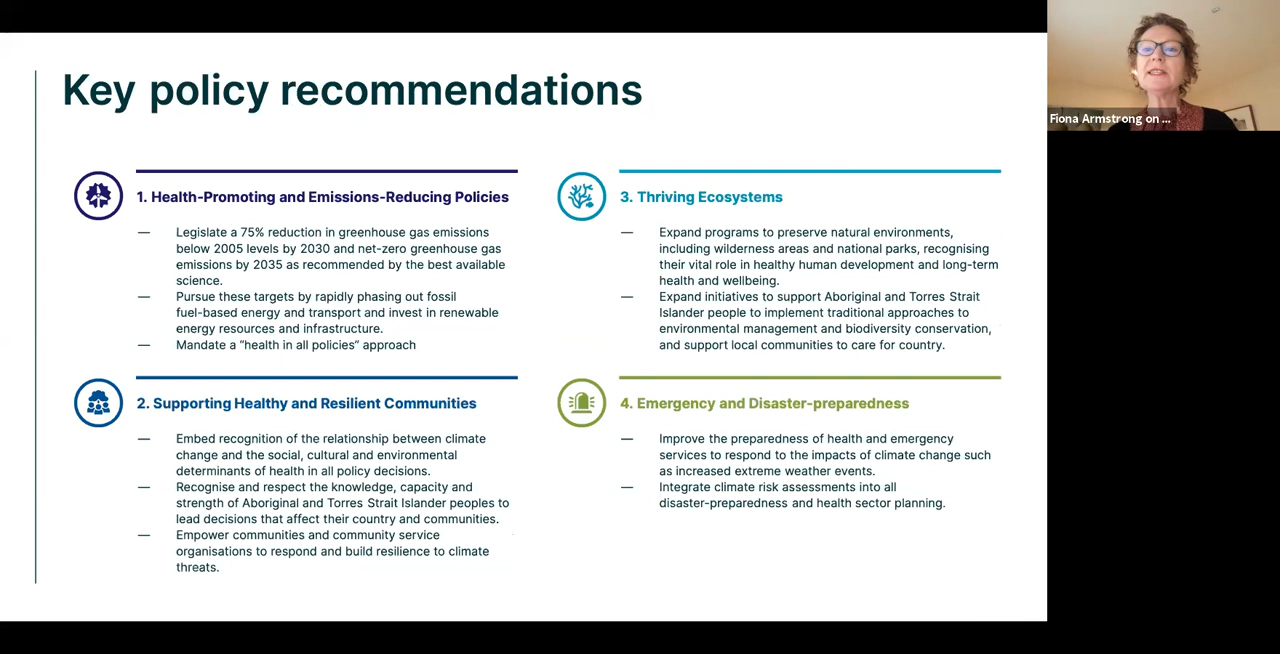 Key policy recommendations
1. Health-Promoting and Emissions-Reducing Policies
— Legislate a 75% reduction in greenhouse gas emissions
below 2005 levels by 2030 and net-zero greenhouse gas
emissions by 2035 as recommended by the best available
science.
— Pursue these targets by rapidly phasing out fossil
fuel-based energy and transport and invest in renewable
energy resources and infrastructure.
— Mandate a “health in all policies” approach
2. Supporting Healthy and Resilient Communities
— Embed recognition of the relationship between climate
change and the social, cultural and environmental
determinants of health in all policy decisions.
— Recognise and respect the knowledge, capacity and
strength of Aboriginal and Torres Strait Islander peoples to
lead decisions that affect their country and communities.
— Empower communities and community service
organisations to respond and build resilience to climate
threats.
3. Thriving Ecosystems
— Expand programs to preserve natural environments,
including wilderness areas and national parks, recognising
their vital role in healthy human development and long-term
health and wellbeing.
— Expand initiatives to support Aboriginal and Torres Strait
Islander people to implement traditional approaches to
environmental management and biodiversity conservation,
and support local communities to care for country.
4. Emergency and Disaster-preparedness
— Improve the preparedness of health and emergency
services to respond to the impacts of climate change such
as increased extreme weather events.
— Integrate climate risk assessments into all
disaster-preparedness and health sector planning.
Fiona Armstrong on ...